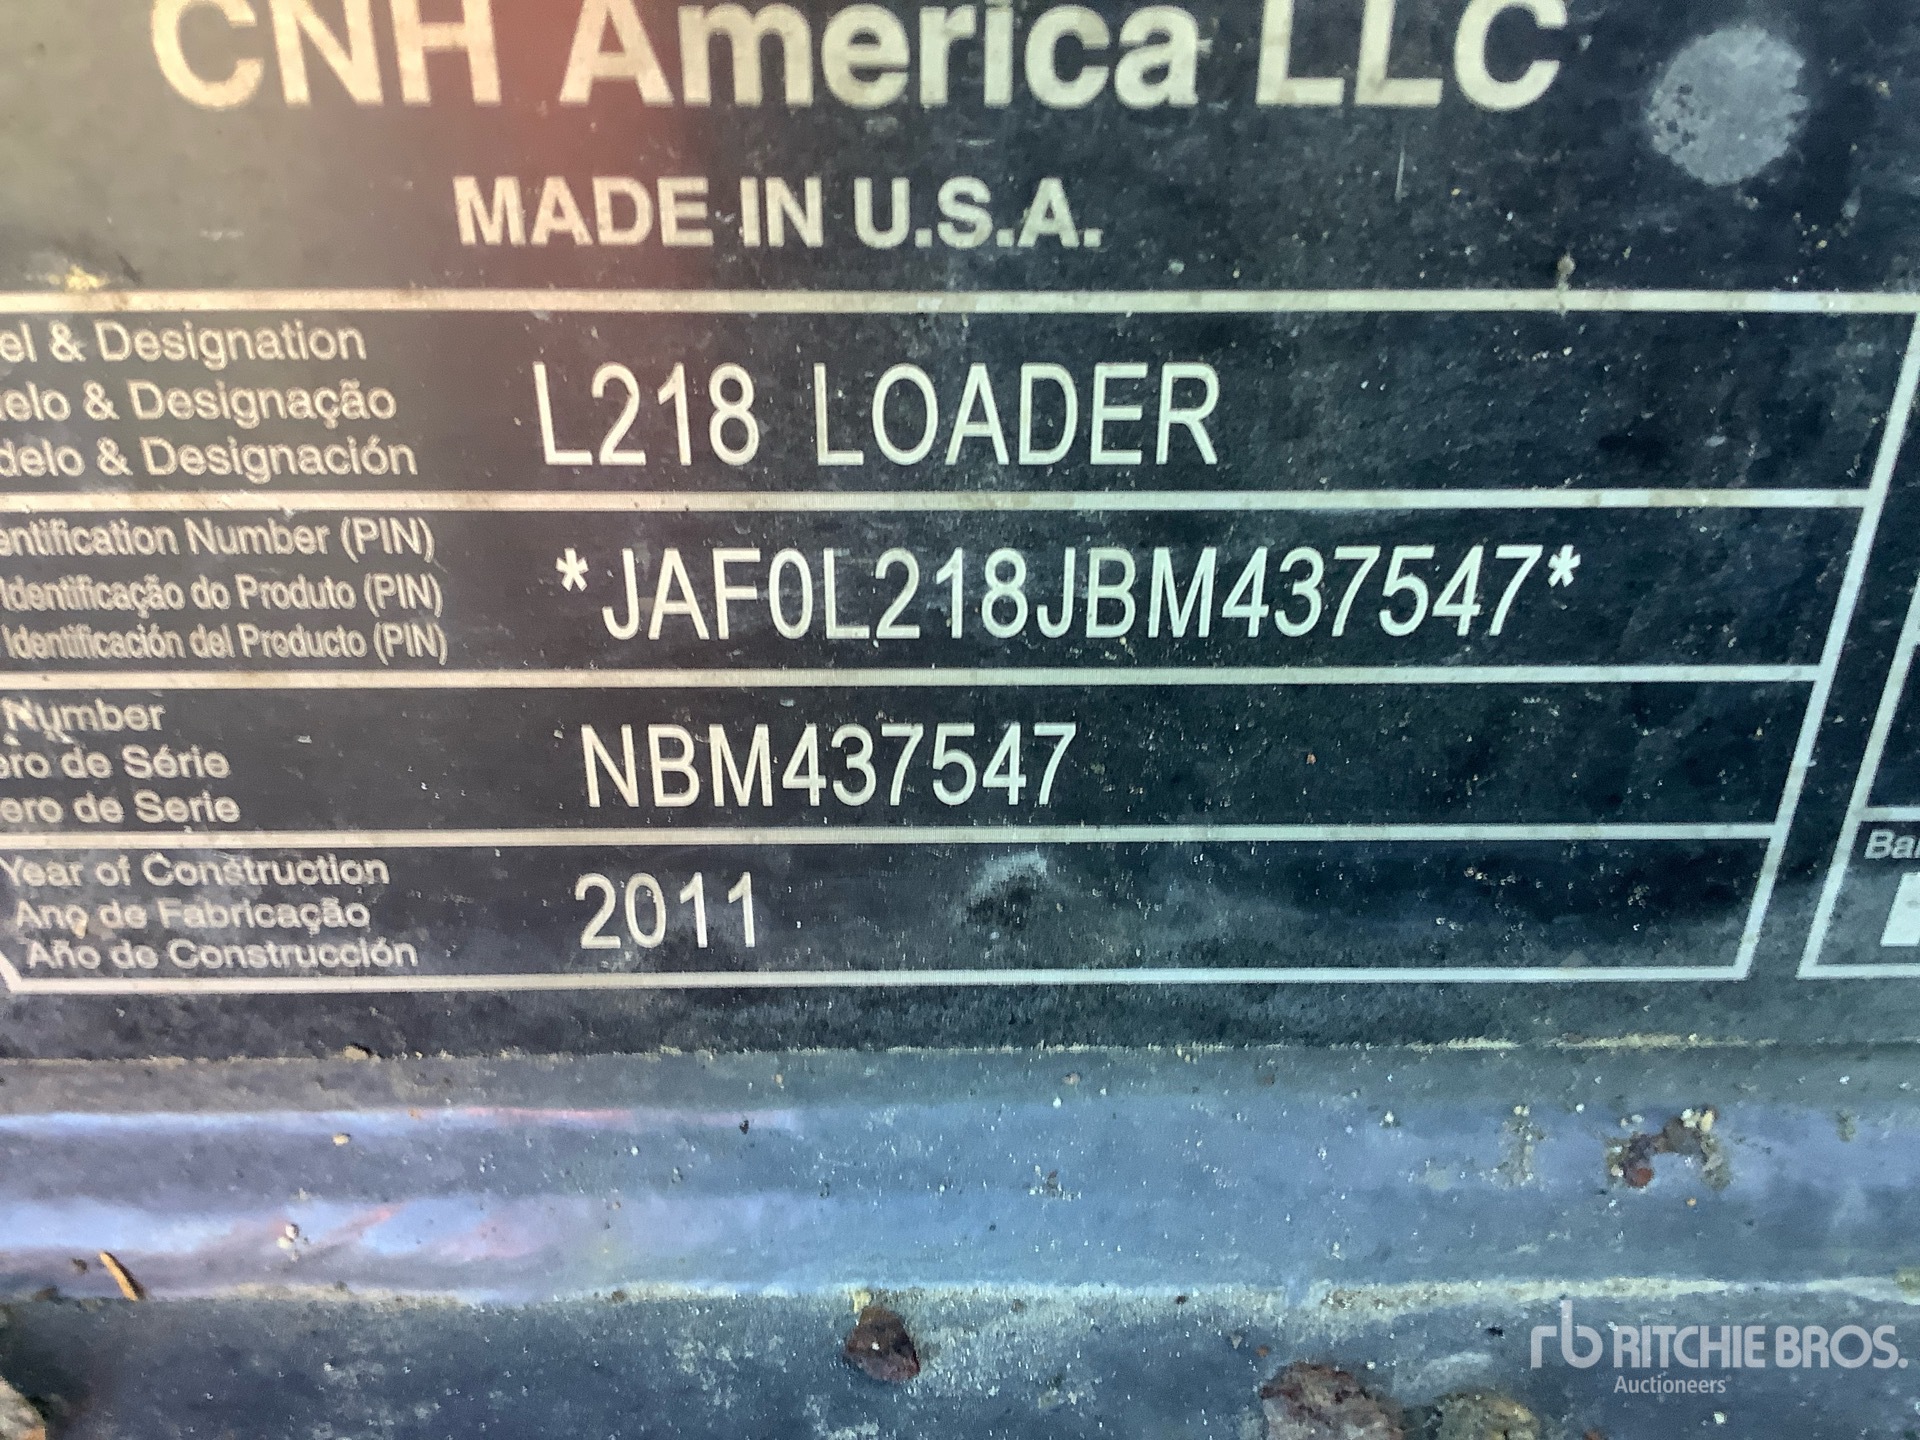 CNH America LLC
MADE IN U.S.A.
el & Designation
elo & Designação
delo & Designación
L218 LOADER
entification Number (PIN)
Identificação do Produto (PIN)
Identificación del Producto (PIN)
*JAF0L218JBM437547*
Number
ero de Série
ero de Serie
NBM437547
Year of Construction
Ano de Fabricação
Año de Construcción
2011
Bar
rb RITCHIE BROS.
Auctioneers